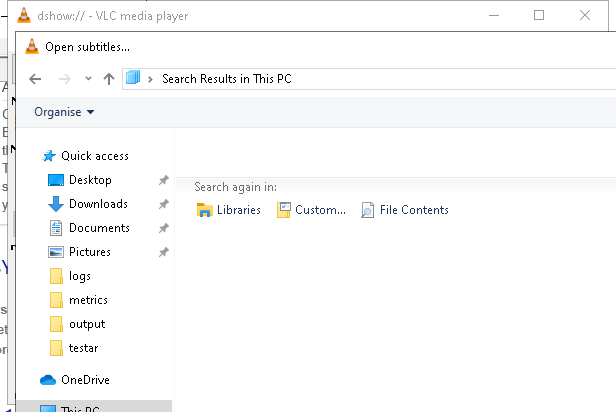 dshow:// - VLC media player
Open subtitles...
Search Results in This PC
Organise
Quick access
Desktop
Downloads
Documents
Pictures
logs
metrics
output
testar
OneDrive
This PC
Search again in:
Libraries
Custom...
File Contents